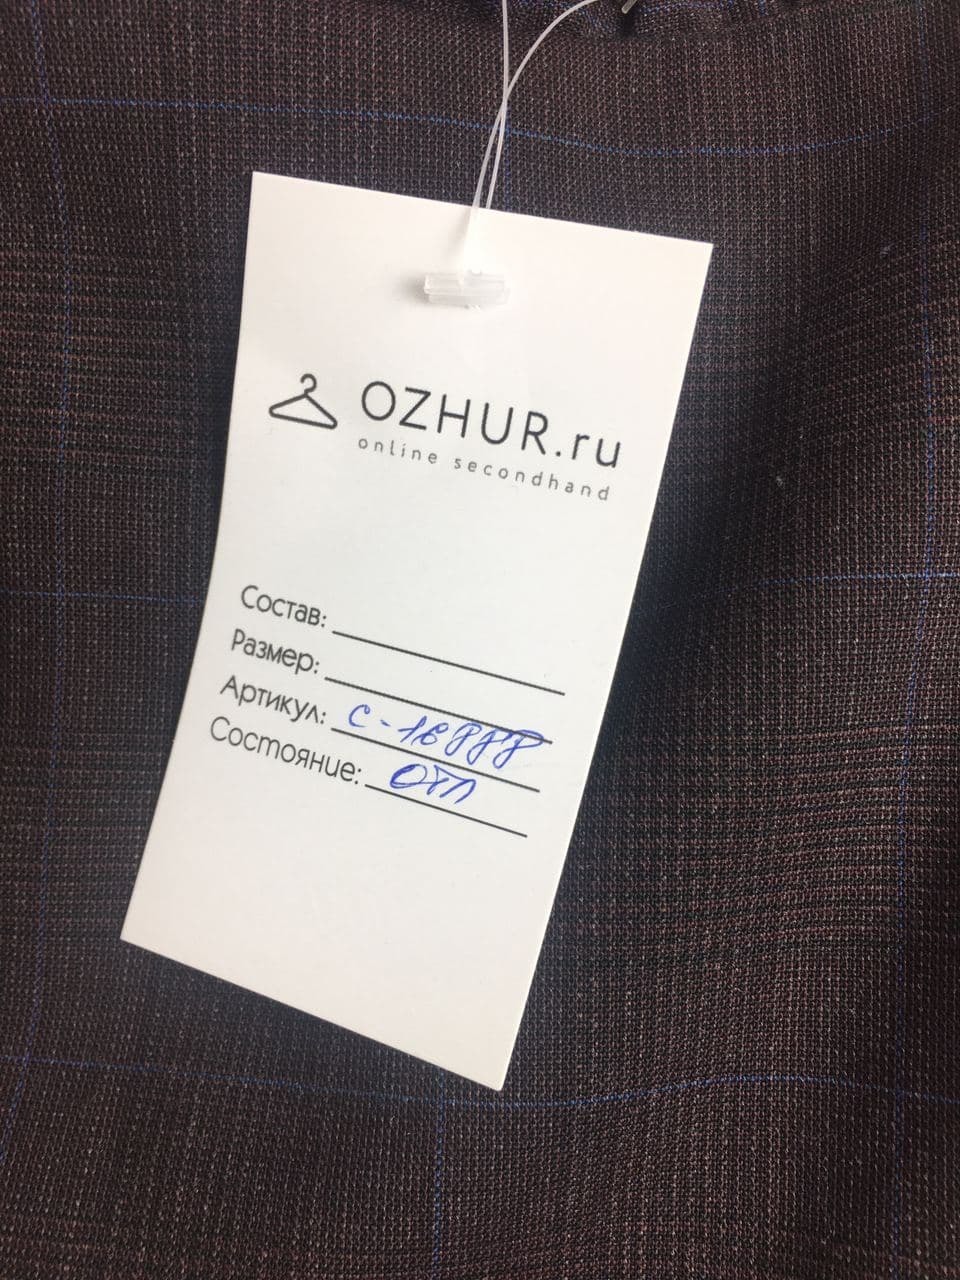 OZHUR.ru
online secondhand
Состав:
Размер:
Артикул: С-16888
Состояние: отл